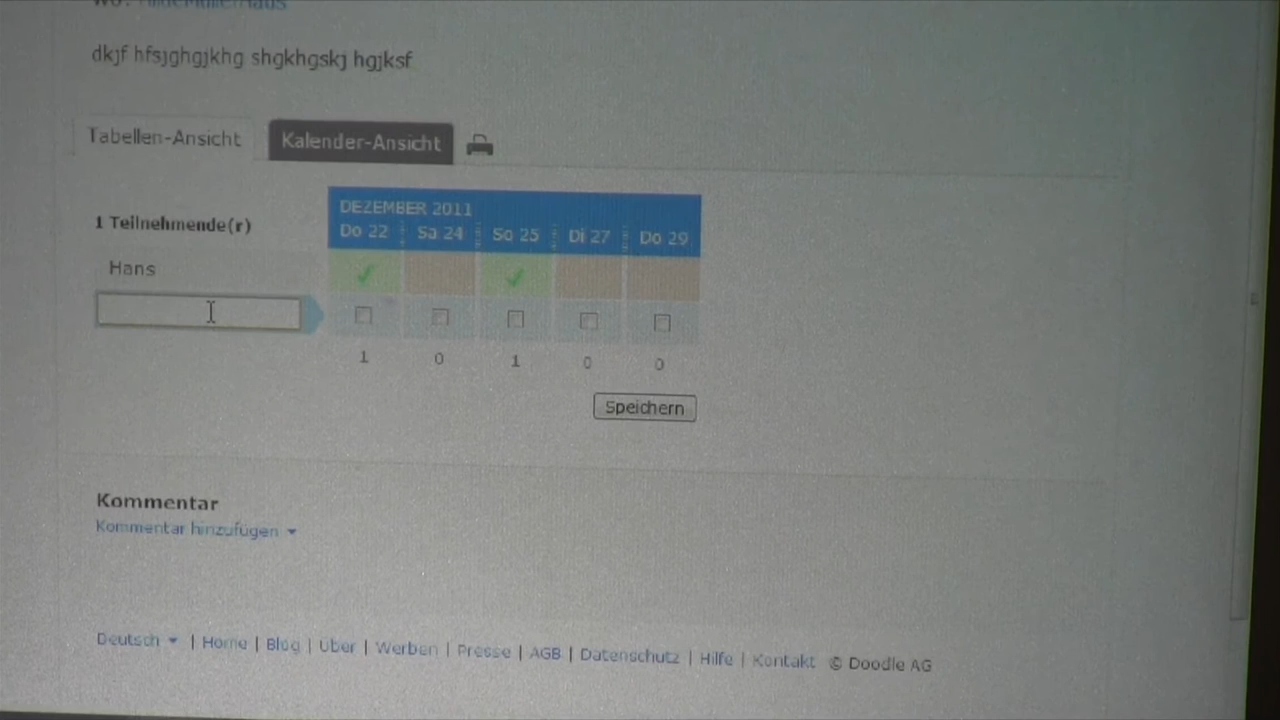 dkjf hfsjghgjkhg shgkhgskj hgjksf
Tabellen-Ansicht Kalender-Ansicht
DEZEMBER 2011
1 Teilnehmende(r) Do 22 Sa 24 So 25 Di 27 Do 29
Hans
1 0 1 0 0
Speichern
Kommentar
Kommentar hinzufügen
Deutsch | Home | Blog | Über | Werben | Presse | AGB | Datenschutz | Hilfe | Kontakt © Doodle AG